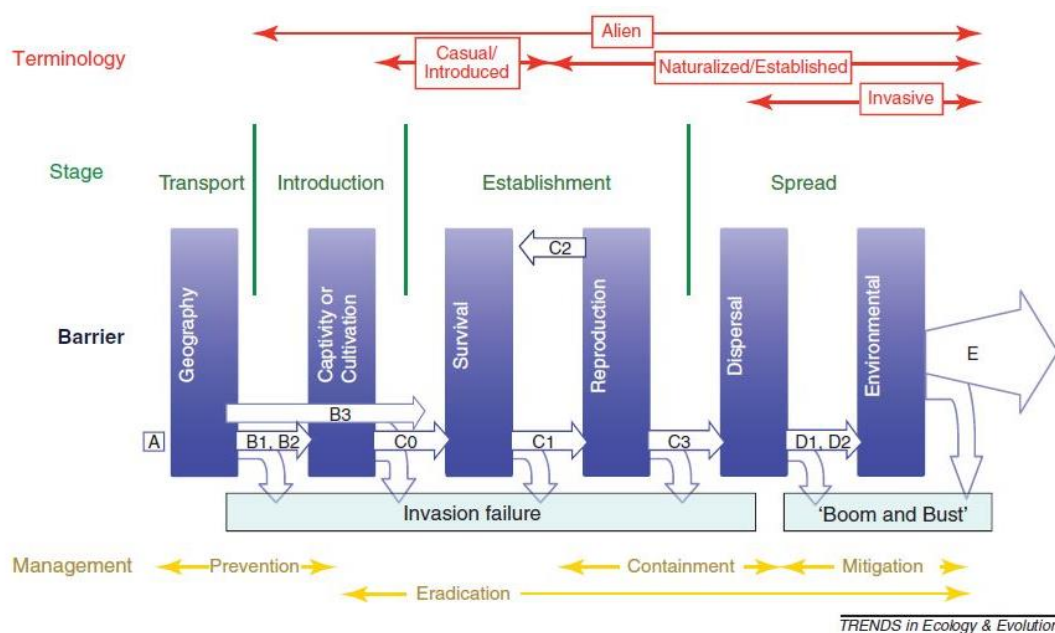 Terminology
Alien
Casual/
Introduced
Naturalized/Established
Invasive
Stage
Transport
Introduction
Establishment
Spread
Barrier
Geography
Captivity or
Cultivation
Survival
Reproduction
Dispersal
Environmental
C2
E
B3
A
B1, B2
C0
C1
C3
D1, D2
Invasion failure
'Boom and Bust'
Management
Prevention
Containment
Mitigation
Eradication
TRENDS in Ecology & Evolution